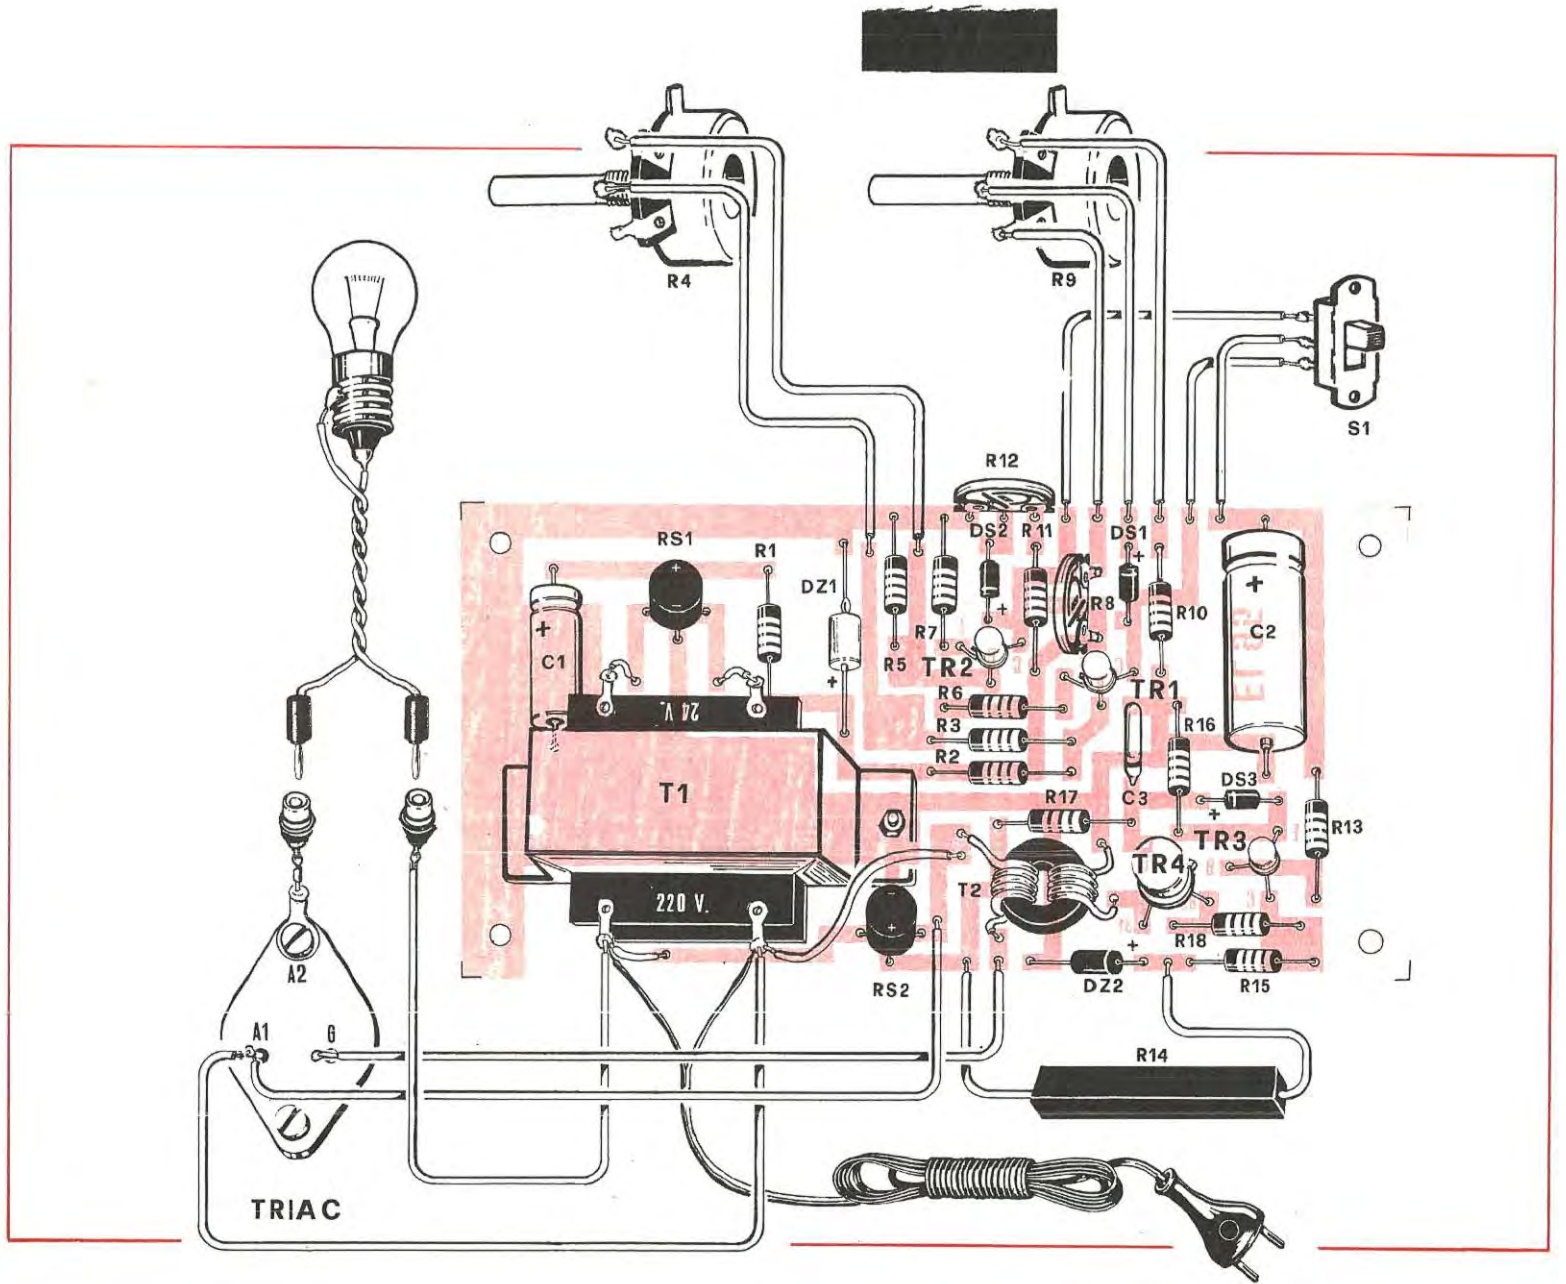 R4
R9
S1
R12
DS2
R11
DS1
RS1
R1
DZ1
R8
R10
C2
C1
R7
R5
TR2
TR1
R6
R3
R2
24 V.
R16
T1
C3
DS3
R17
R13
TR3
TR4
T2
220 V.
R18
RS2
DZ2
R15
A2
A1
G
R14
TRIAC